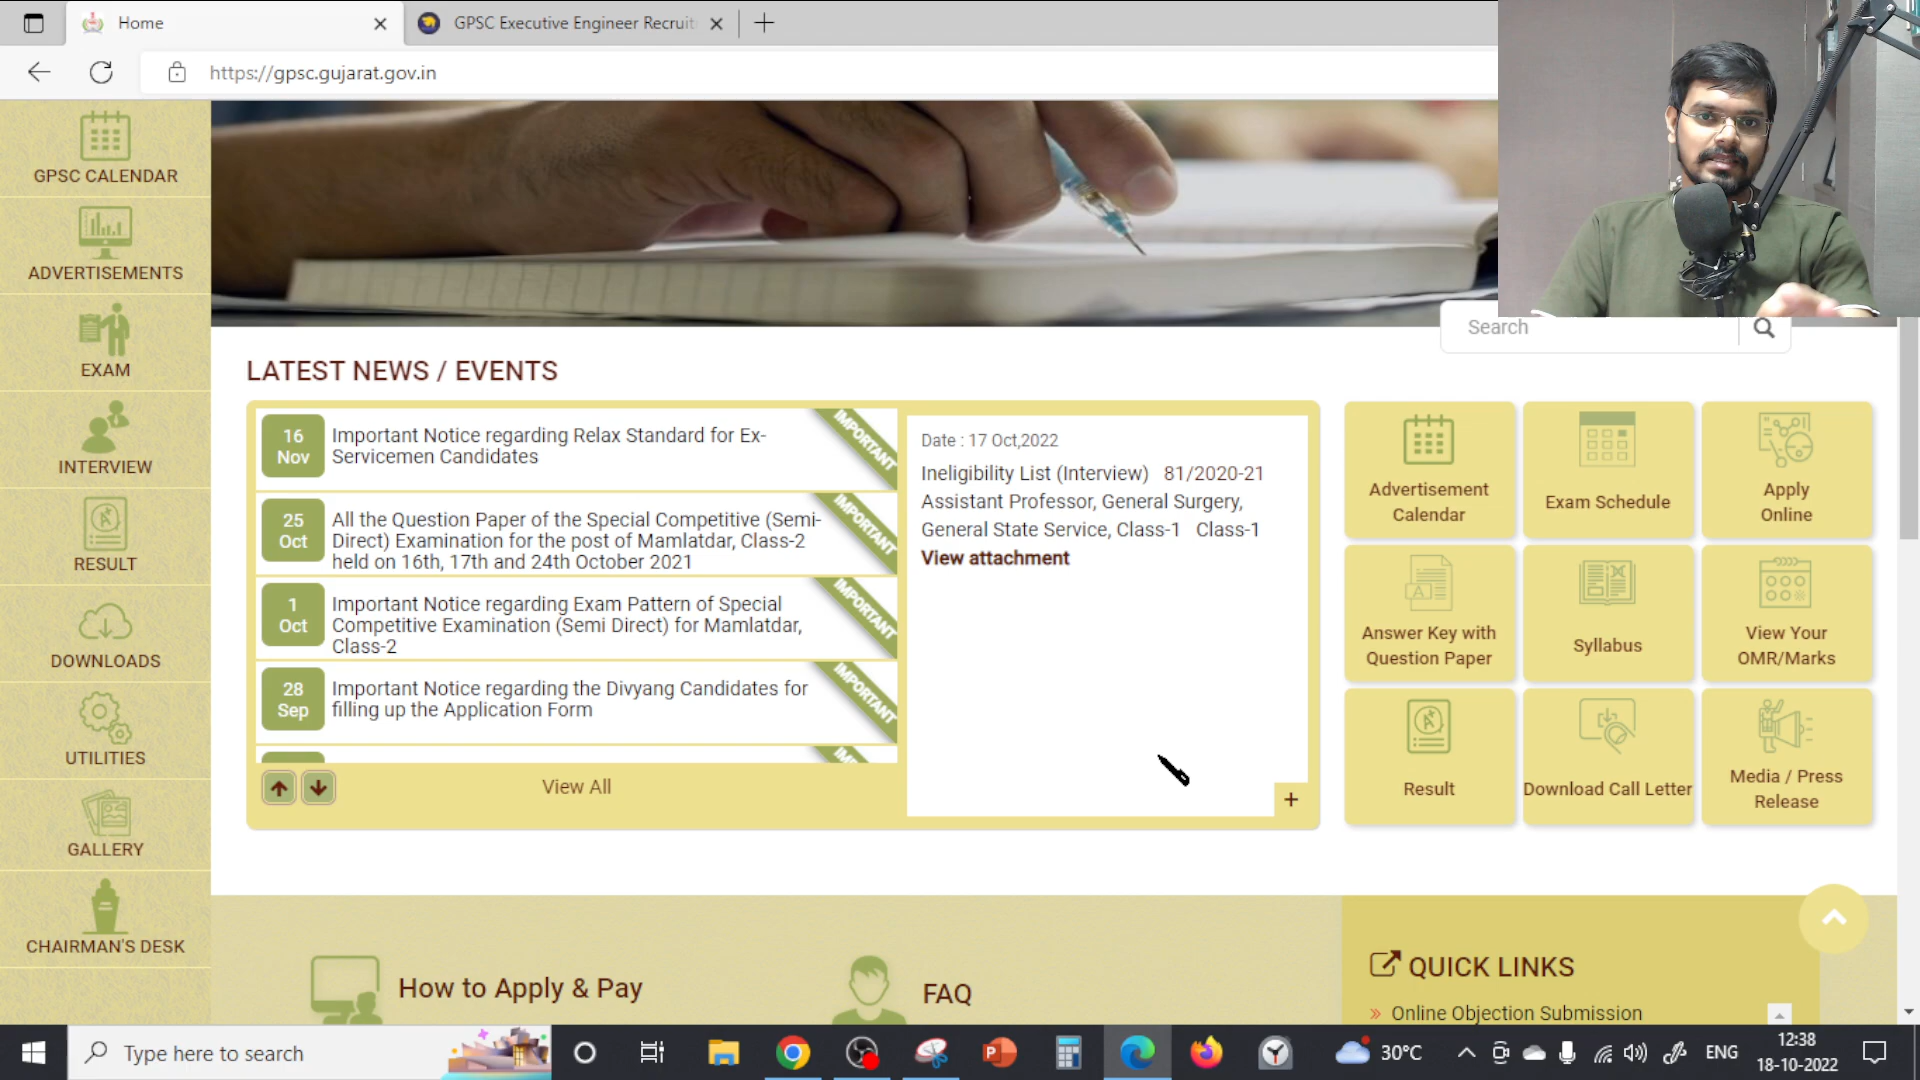 Home
GPSC Executive Engineer Recruit
https://gpsc.gujarat.gov.in
GPSC CALENDAR
ADVERTISEMENTS
EXAM
INTERVIEW
RESULT
DOWNLOADS
UTILITIES
GALLERY
CHAIRMAN'S DESK
Search
LATEST NEWS / EVENTS
16
Nov
Important Notice regarding Relax Standard for Ex-
Servicemen Candidates
IMPORTANT
25
Oct
All the Question Paper of the Special Competitive (Semi-
Direct) Examination for the post of Mamlatdar, Class-2
held on 16th, 17th and 24th October 2021
IMPORTANT
1
Oct
Important Notice regarding Exam Pattern of Special
Competitive Examination (Semi Direct) for Mamlatdar,
Class-2
IMPORTANT
28
Sep
Important Notice regarding the Divyang Candidates for
filling up the Application Form
IMPORTANT
View All
Date : 17 Oct,2022
Ineligibility List (Interview) 81/2020-21
Assistant Professor, General Surgery,
General State Service, Class-1 Class-1
View attachment
+
Advertisement
Calendar
Exam Schedule
Apply
Online
Answer Key with
Question Paper
Syllabus
View Your
OMR/Marks
Result
Download Call Letter
Media / Press
Release
How to Apply & Pay
FAQ
QUICK LINKS
» Online Objection Submission
Type here to search
30°C
ENG
12:38
18-10-2022